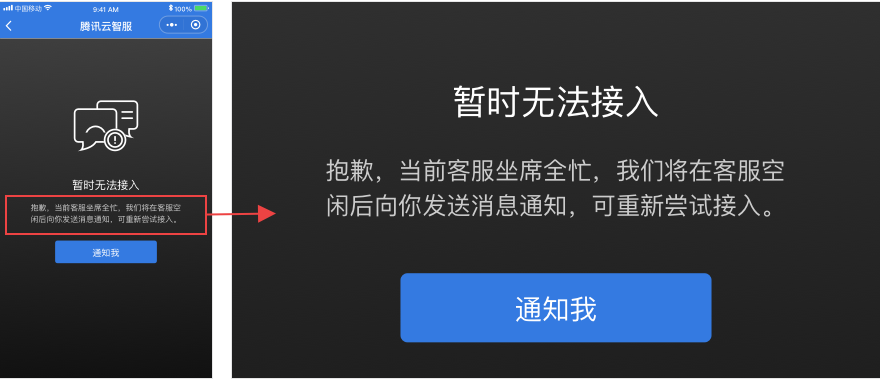 中国移动
9:41 AM
100%
腾讯云智服
暂时无法接入
抱歉，当前客服坐席全忙，我们将在客服空
闲后向你发送消息通知、可重新尝试接入。
通知我
暂时无法接入
抱歉，当前客服坐席全忙，我们将在客服空
闲后向你发送消息通知，可重新尝试接入。
通知我